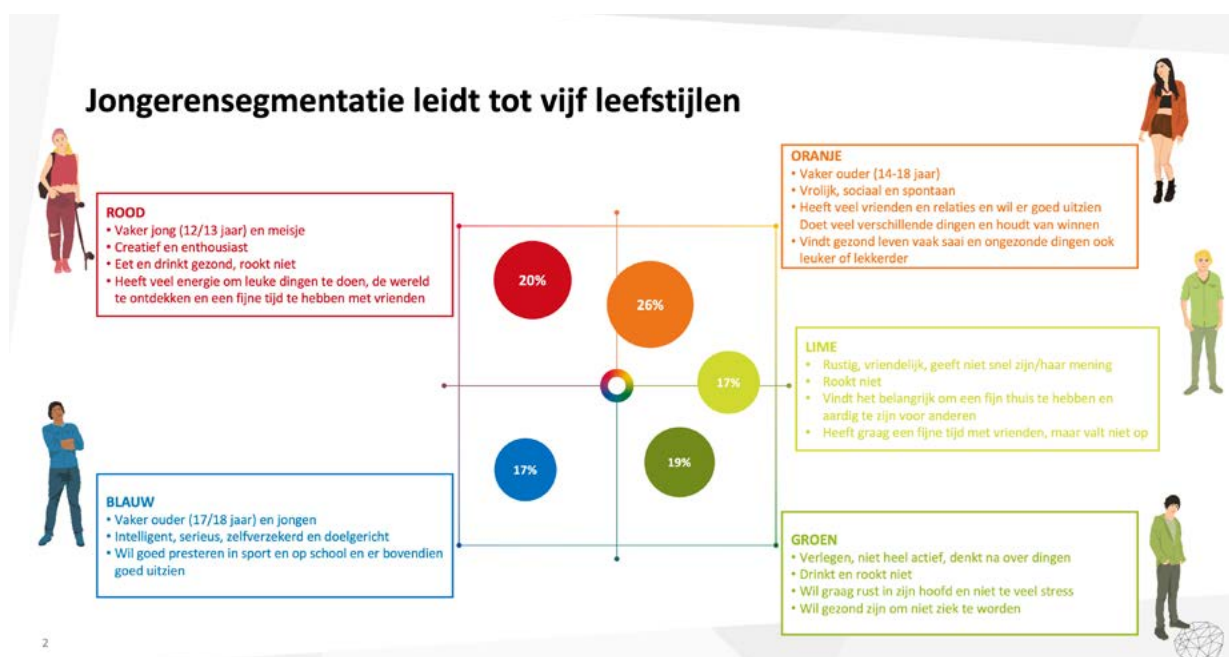 Jongerensegmentatie leidt tot vijf leefstijlen
ROOD
• Vaker jong (12/13 jaar) en meisje
• Creatief en enthousiast
• Eet en drinkt gezond, rookt niet
• Heeft veel energie om leuke dingen te doen, de wereld
te ontdekken en een fijne tijd te hebben met vrienden
ORANJE
• Vaker ouder (14-18 jaar)
• Vrolijk, sociaal en spontaan
• Heeft veel vrienden en relaties en wil er goed uitzien
Doet veel verschillende dingen en houdt van winnen
• Vindt gezond leven vaak saai en ongezonde dingen ook
leuker of lekkerder
20%
26%
17%
17%
19%
LIME
• Rustig, vriendelijk, geeft niet snel zijn/haar mening
• Rookt niet
• Vindt het belangrijk om een fijn thuis te hebben en
aardig te zijn voor anderen
• Heeft graag een fijne tijd met vrienden, maar valt niet op
BLAUW
• Vaker ouder (17/18 jaar) en jongen
• Intelligent, serieus, zelfverzekerd en doelgericht
• Wil goed presteren in sport en op school en er bovendien
goed uitzien
GROEN
• Verlegen, niet heel actief, denkt na over dingen
• Drinkt en rookt niet
• Wil graag rust in zijn hoofd en niet te veel stress
• Wil gezond zijn om niet ziek te worden
2